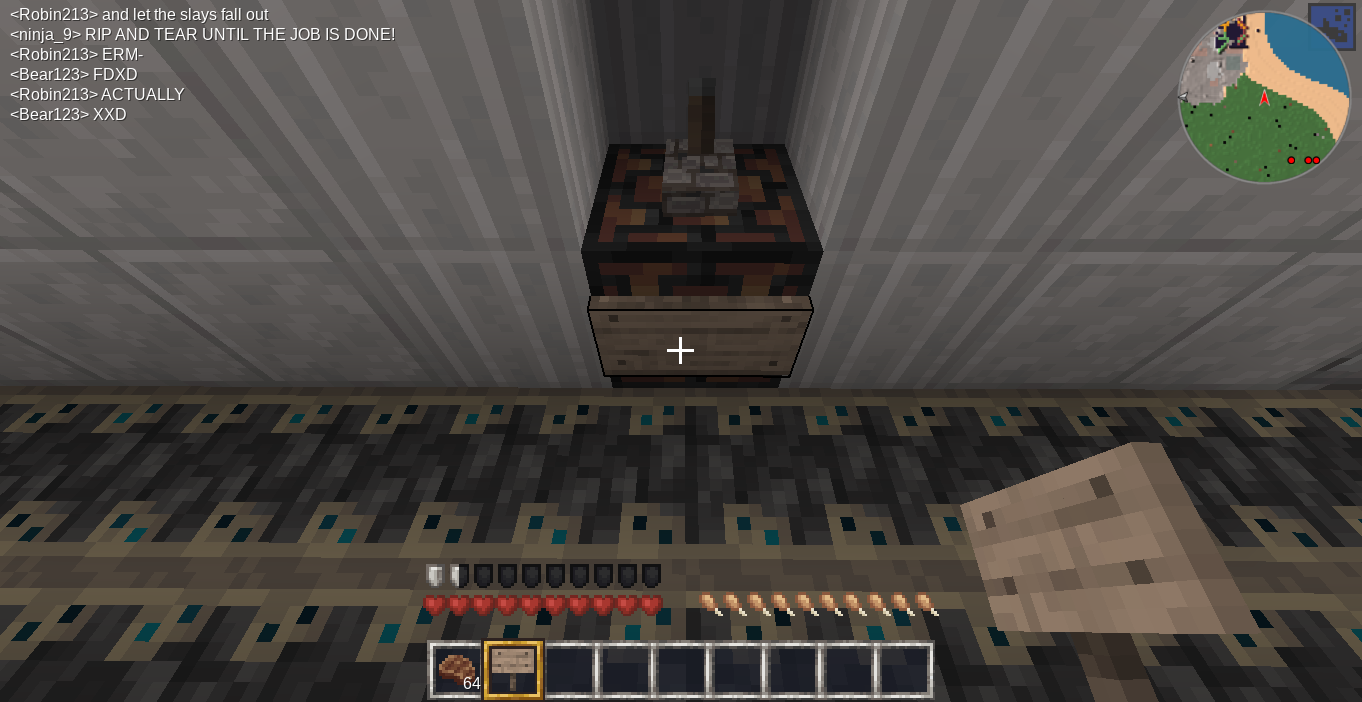 <Robin213> and let the slays fall out
<ninja_9> RIP AND TEAR UNTIL THE JOB IS DONE!
<Robin213> ERM-
<Bear123> FDXD
<Robin213> ACTUALLY
<Bear123> XXD
64